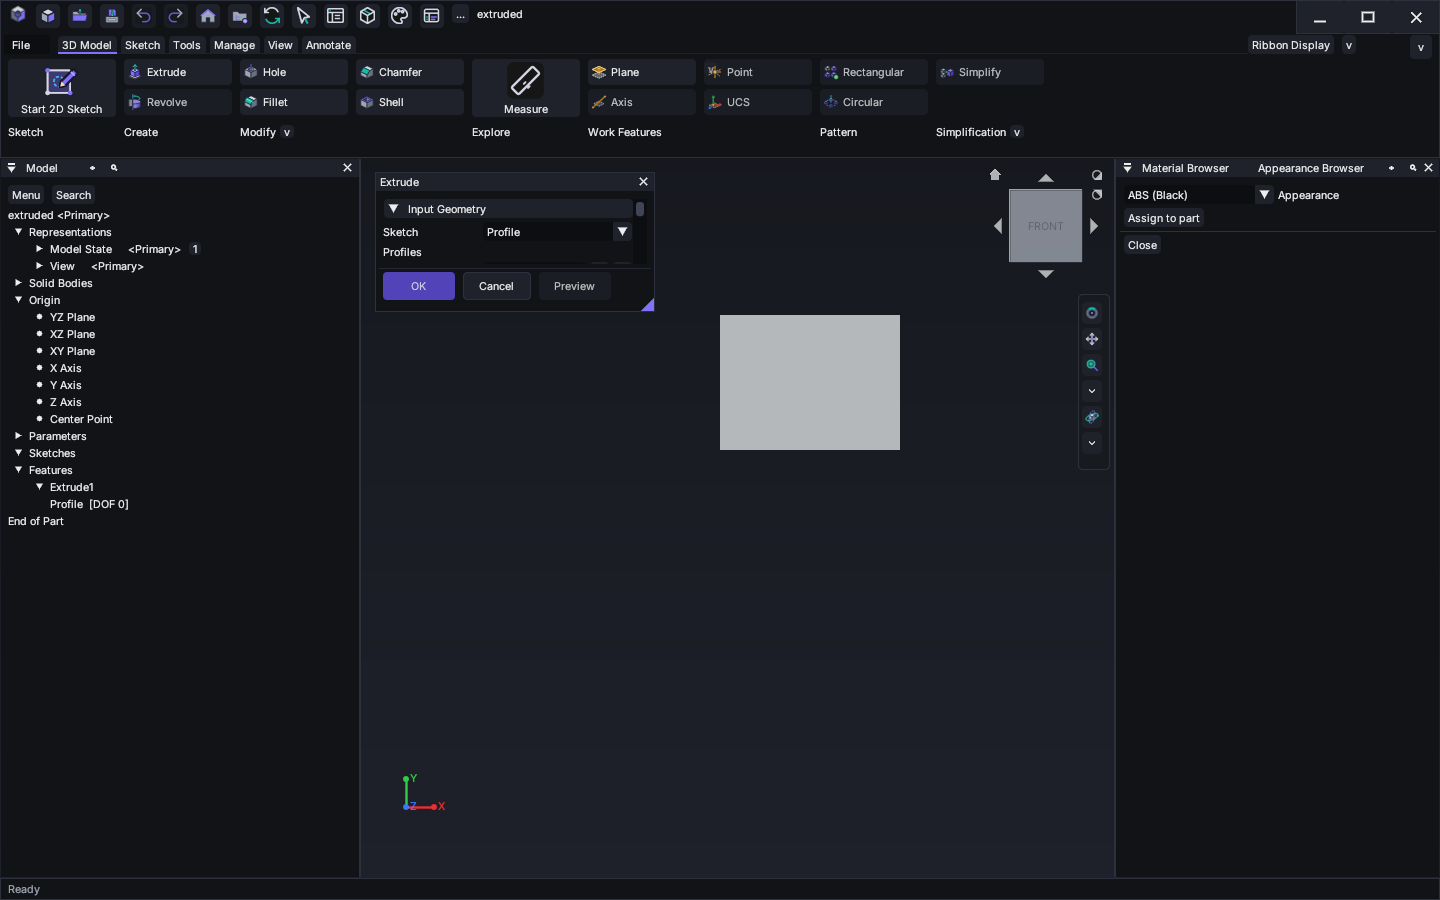 ... extruded
File 3D Model Sketch Tools Manage View Annotate Ribbon Display v v
Extrude Hole Chamfer Plane Point Rectangular Simplify
Start 2D Sketch Revolve Fillet Shell Measure Axis UCS Circular
Sketch Create Modify v Explore Work Features Pattern Simplification v
Model Material Browser Appearance Browser
Menu Search
extruded <Primary>
Representations
Model State <Primary> 1
View <Primary>
Solid Bodies
Origin
YZ Plane
XZ Plane
XY Plane
X Axis
Y Axis
Z Axis
Center Point
Parameters
Sketches
Features
Extrude1
Profile [DOF 0]
End of Part
Extrude
Input Geometry
Sketch Profile
Profiles
OK Cancel Preview
FRONT
Y
Z X
ABS (Black) Appearance
Assign to part
Close
Ready